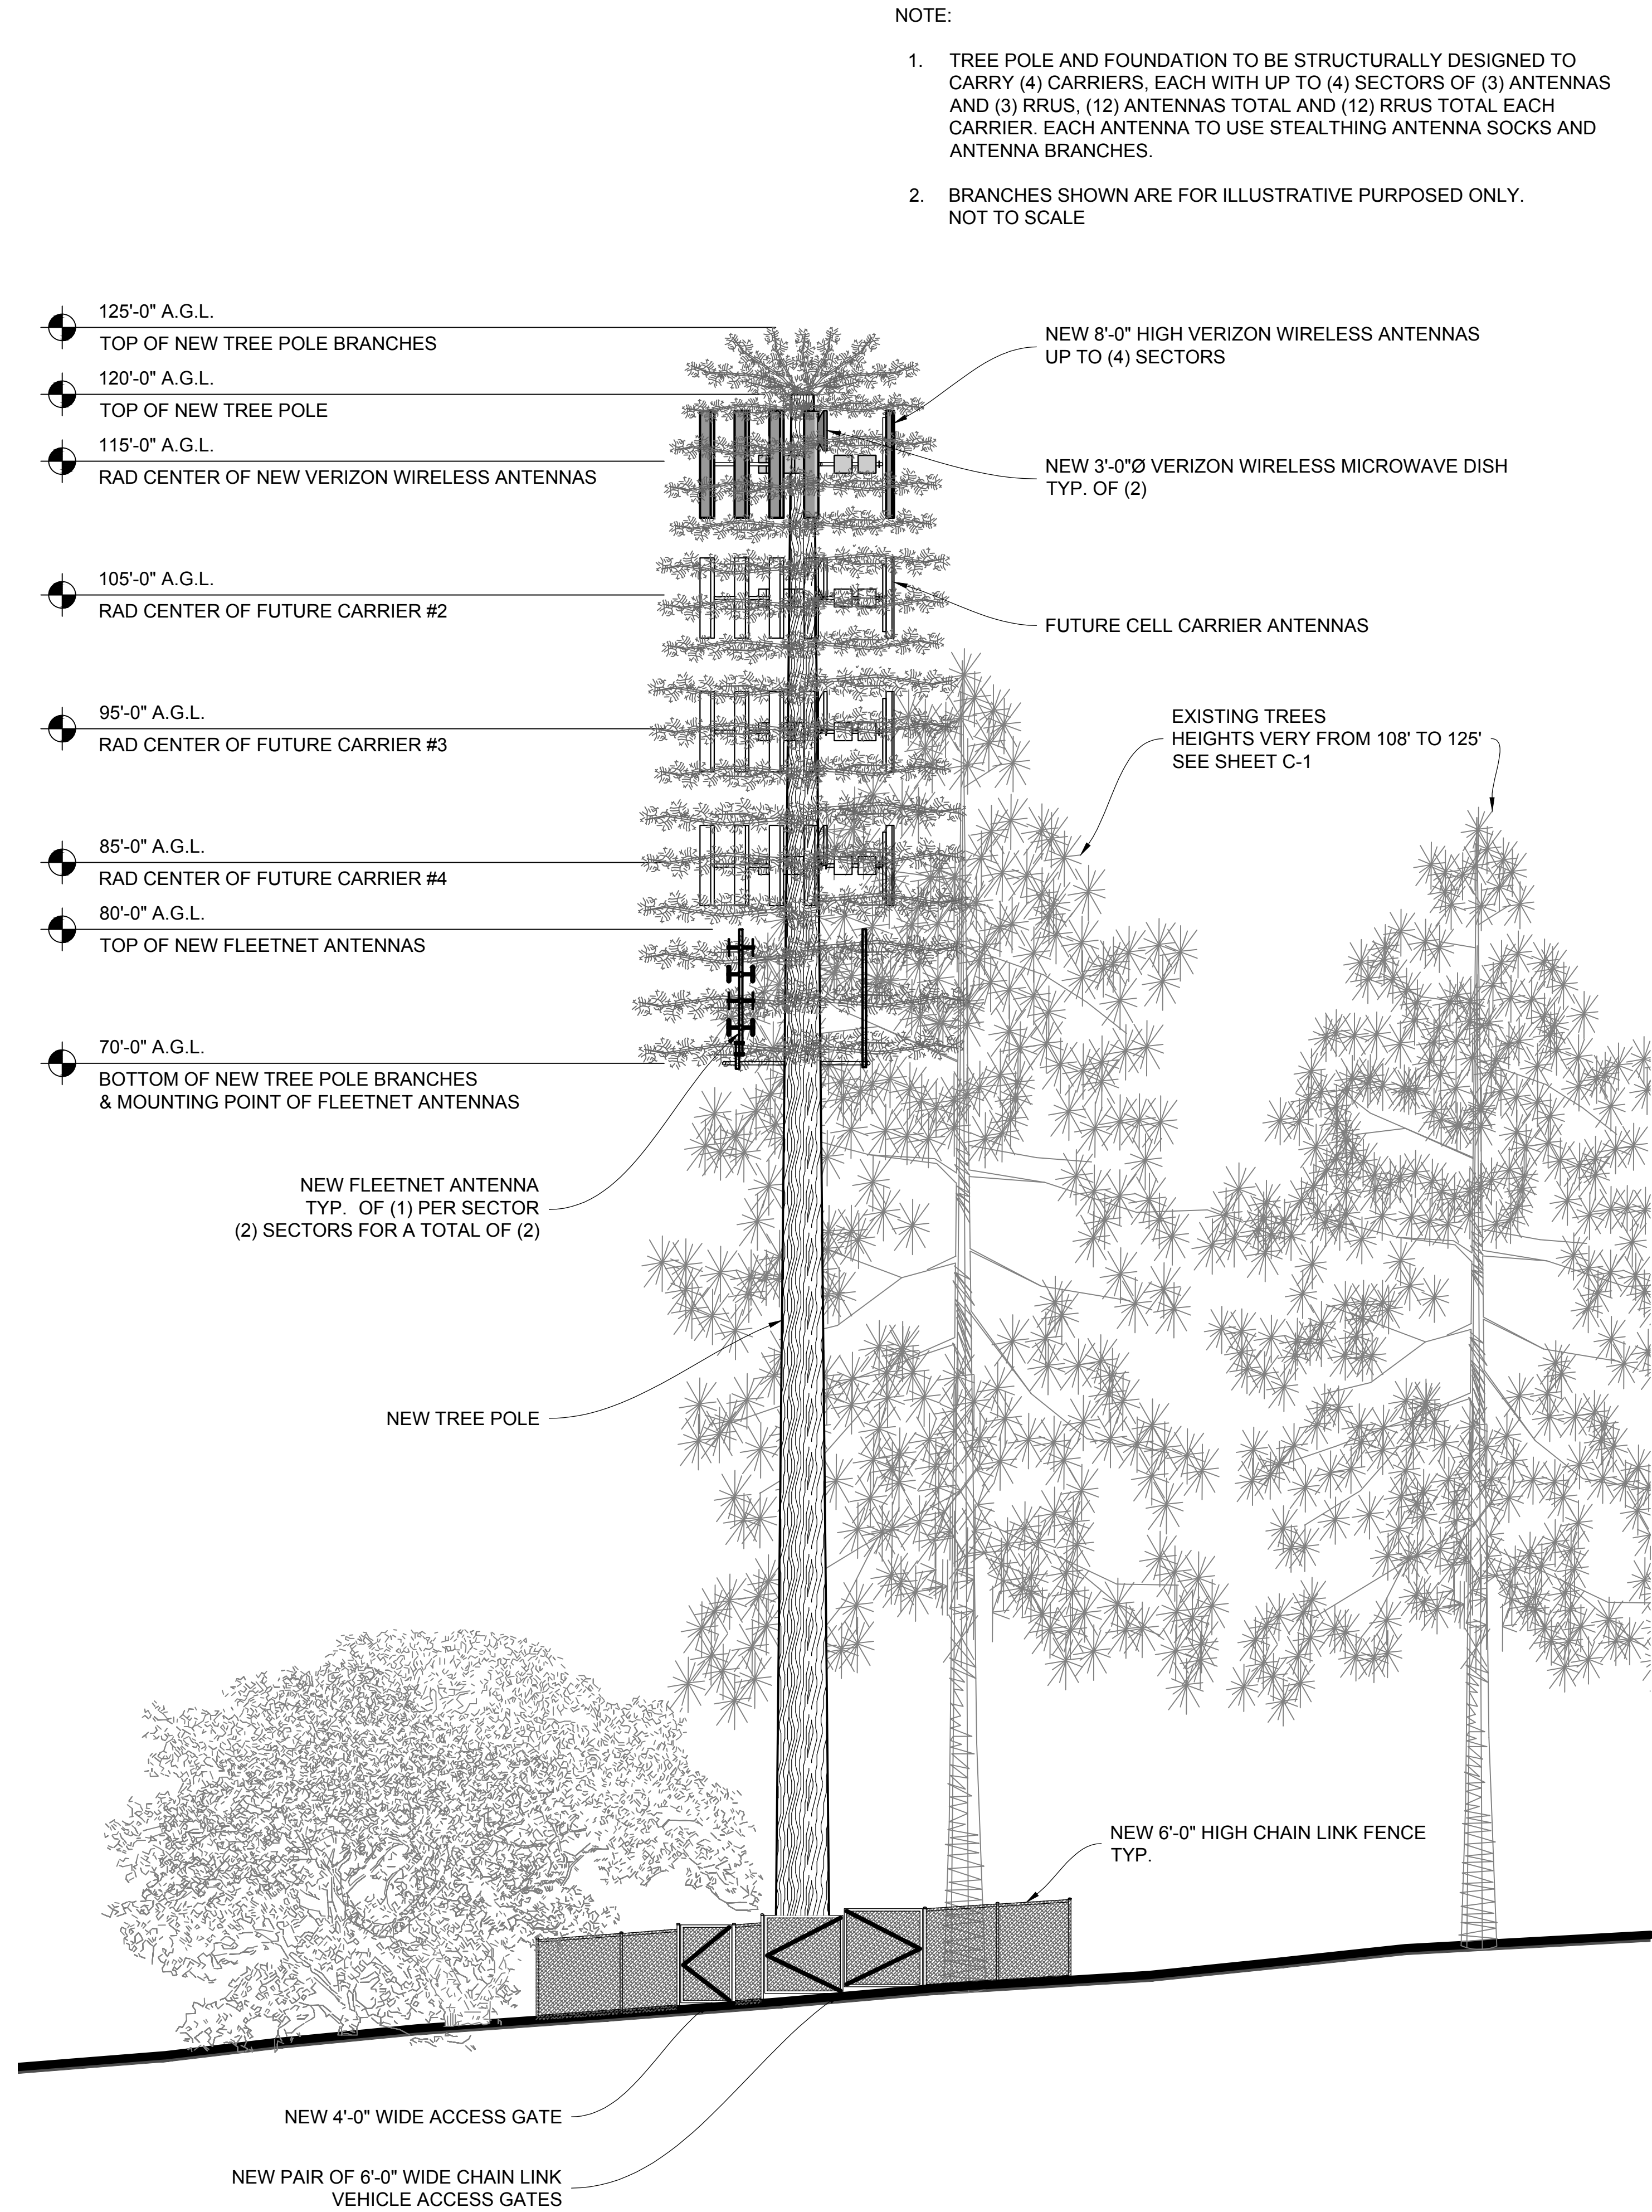 NOTE:
1. TREE POLE AND FOUNDATION TO BE STRUCTURALLY DESIGNED TO
CARRY (4) CARRIERS, EACH WITH UP TO (4) SECTORS OF (3) ANTENNAS
AND (3) RRUS, (12) ANTENNAS TOTAL AND (12) RRUS TOTAL EACH
CARRIER. EACH ANTENNA TO USE STEALTHING ANTENNA SOCKS AND
ANTENNA BRANCHES.
2. BRANCHES SHOWN ARE FOR ILLUSTRATIVE PURPOSED ONLY.
NOT TO SCALE
125'-0" A.G.L.
TOP OF NEW TREE POLE BRANCHES
120'-0" A.G.L.
TOP OF NEW TREE POLE
115'-0" A.G.L.
RAD CENTER OF NEW VERIZON WIRELESS ANTENNAS
105'-0" A.G.L.
RAD CENTER OF FUTURE CARRIER #2
95'-0" A.G.L.
RAD CENTER OF FUTURE CARRIER #3
85'-0" A.G.L.
RAD CENTER OF FUTURE CARRIER #4
80'-0" A.G.L.
TOP OF NEW FLEETNET ANTENNAS
70'-0" A.G.L.
BOTTOM OF NEW TREE POLE BRANCHES
& MOUNTING POINT OF FLEETNET ANTENNAS
NEW 8'-0" HIGH VERIZON WIRELESS ANTENNAS
UP TO (4) SECTORS
NEW 3'-0"Ø VERIZON WIRELESS MICROWAVE DISH
TYP. OF (2)
FUTURE CELL CARRIER ANTENNAS
EXISTING TREES
HEIGHTS VERY FROM 108' TO 125'
SEE SHEET C-1
NEW FLEETNET ANTENNA
TYP. OF (1) PER SECTOR
(2) SECTORS FOR A TOTAL OF (2)
NEW TREE POLE
NEW 6'-0" HIGH CHAIN LINK FENCE
TYP.
NEW 4'-0" WIDE ACCESS GATE
NEW PAIR OF 6'-0" WIDE CHAIN LINK
VEHICLE ACCESS GATES